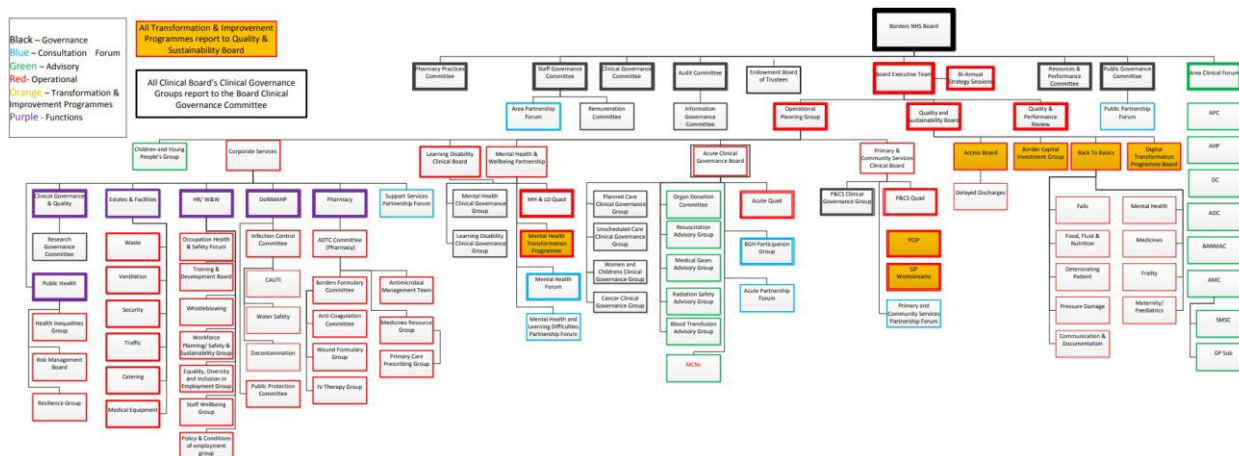 Black – Governance
Blue – Consultation Forum
Green – Advisory
Red- Operational
Orange – Transformation &
Improvement Programmes
Purple - Functions
All Transformation & Improvement
Programmes report to Quality &
Sustainability Board
All Clinical Board's Clinical Governance
Groups report to the Board Clinical
Governance Committee
Borders NHS Board
Pharmacy Practices
Committee
Staff Governance
Committee
Clinical Governance
Committee
Audit Committee
Endowment Board of
Trustees
Board Executive Team
Bi-Annual
Strategy Sessions
Resources &
Performance
Committee
Public Governance
Committee
Area Clinical Forum
Area Partnership
Forum
Remuneration
Committee
Information
Governance
Committee
Operational
Planning Group
Quality and
Sustainability Board
Quality &
Performance
Review
Public Partnership
Forum
APC
AHP
DC
ADC
BANMAC
AMC
SMSC
GP Sub
Children and Young
People's Group
Corporate Services
Learning Disability
Clinical Board
Mental Health &
Wellbeing Partnership
Acute Clinical
Governance Board
Primary &
Community Services
Clinical Board
Access Board
Border Capital
Investment Group
Back To Basics
Digital
Transformation
Programme Board
Clinical Governance
& Quality
Estates & Facilities
HR/ W&W
DoNMAHP
Pharmacy
Support Services
Partnership Forum
Research
Governance
Committee
Public Health
Health Inequalities
Group
Risk Management
Board
Resilience Group
Waste
Ventilation
Security
Traffic
Catering
Medical Equipment
Occupation Health
& Safety Forum
Training &
Development Board
Whistleblowing
Workforce
Planning/ Safety &
Sustainability Group
Equality, Diversity
and Inclusion in
Employment Group
Staff Wellbeing
Group
Policy & Conditions
of employment
group
Infection Control
Committee
CAUTI
Water Safety
Decontamination
Public Protection
Committee
ADTC Committee
(Pharmacy)
Borders Formulary
Committee
Anti-Coagulation
Committee
Wound Formulary
Group
IV Therapy Group
Antimicrobial
Management Team
Medicines Resource
Group
Primary Care
Prescribing Group
Mental Health
Clinical Governance
Group
Learning Disability
Clinical Governance
Group
MH & LD Quad
Mental Health
Transformation
Programme
Mental Health
Forum
Mental Health and
Learning Difficulties
Partnership Forum
Planned Care
Clinical Governance
Group
Unscheduled Care
Clinical Governance
Group
Women and
Childrens Clinical
Governance Group
Cancer Clinical
Governance Group
Organ Donation
Committee
Resuscitation
Advisory Group
Medical Gases
Advisory Group
Radiation Safety
Advisory Group
Blood Transfusion
Advisory Group
MCNs
Acute Quad
BGH Participation
Group
Acute Partnership
Forum
P&CS Clinical
Governance Group
P&CS Quad
PCIP
SIP
Workstreams
Primary and
Community Services
Partnership Forum
Delayed Discharges
Falls
Food, Fluid &
Nutrition
Deteriorating
Patient
Pressure Damage
Communication &
Documentation
Mental Health
Medicines
Frailty
Maternity/
Paediatrics